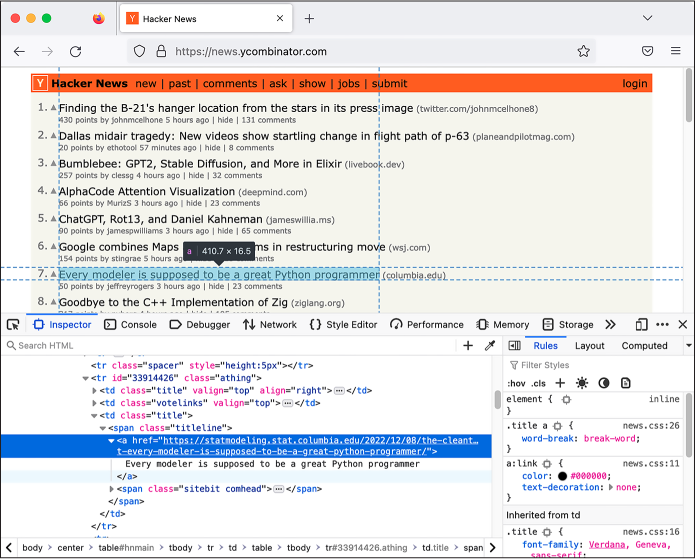 Hacker News
https://news.ycombinator.com
Y Hacker News new | past | comments | ask | show | jobs | submit login
1. Finding the B-21's hanger location from the stars in its press image (twitter.com/johnmcelhone8)
430 points by johnmcelhone 5 hours ago | hide | 131 comments
2. Dallas midair tragedy: New videos show startling change in flight path of p-63 (planeandpilotmag.com)
20 points by ethotool 57 minutes ago | hide | 8 comments
3. Bumblebee: GPT2, Stable Diffusion, and More in Elixir (livebook.dev)
257 points by clessg 4 hours ago | hide | 32 comments
4. AlphaCode Attention Visualization (deepmind.com)
66 points by MurizS 3 hours ago | hide | 23 comments
5. ChatGPT, Rot13, and Daniel Kahneman (jameswillia.ms)
90 points by jamespwilliams 3 hours ago | hide | 65 comments
6. Google combines Maps ms in restructuring move (wsj.com)
a 410.7 × 16.5
154 points by stingrae 5 hours ago | hide | comments
7. Every modeler is supposed to be a great Python programmer (columbia.edu)
50 points by jeffreyrogers 3 hours ago | hide | 23 comments
8. Goodbye to the C++ Implementation of Zig (ziglang.org)
Inspector Console Debugger Network Style Editor Performance Memory Storage
Search HTML
<tr class="spacer" style="height:5px"></tr>
<tr id="33914426" class="athing">
<td class="title" valign="top" align="right"></td>
<td class="votelinks" valign="top"></td>
<td class="title">
<span class="titleline">
<a href="https://statmodeling.stat.columbia.edu/2022/12/08/the-cleant…
t-every-modeler-is-supposed-to-be-a-great-python-programmer/">
Every modeler is supposed to be a great Python programmer
</a>
<span class="sitebit comhead"></span>
</span>
</td>
</tr>
body center table#hnmain tbody tr td table tbody tr#33914426.athing td.title span
Rules Layout Computed
Filter Styles
:hov .cls +
element { inline
}
.title a { news.css:26
word-break: break-word;
}
a:link { news.css:11
color: #000000;
text-decoration: none;
}
Inherited from td
.title { news.css:16
font-family: Verdana, Geneva,
sans-serif;